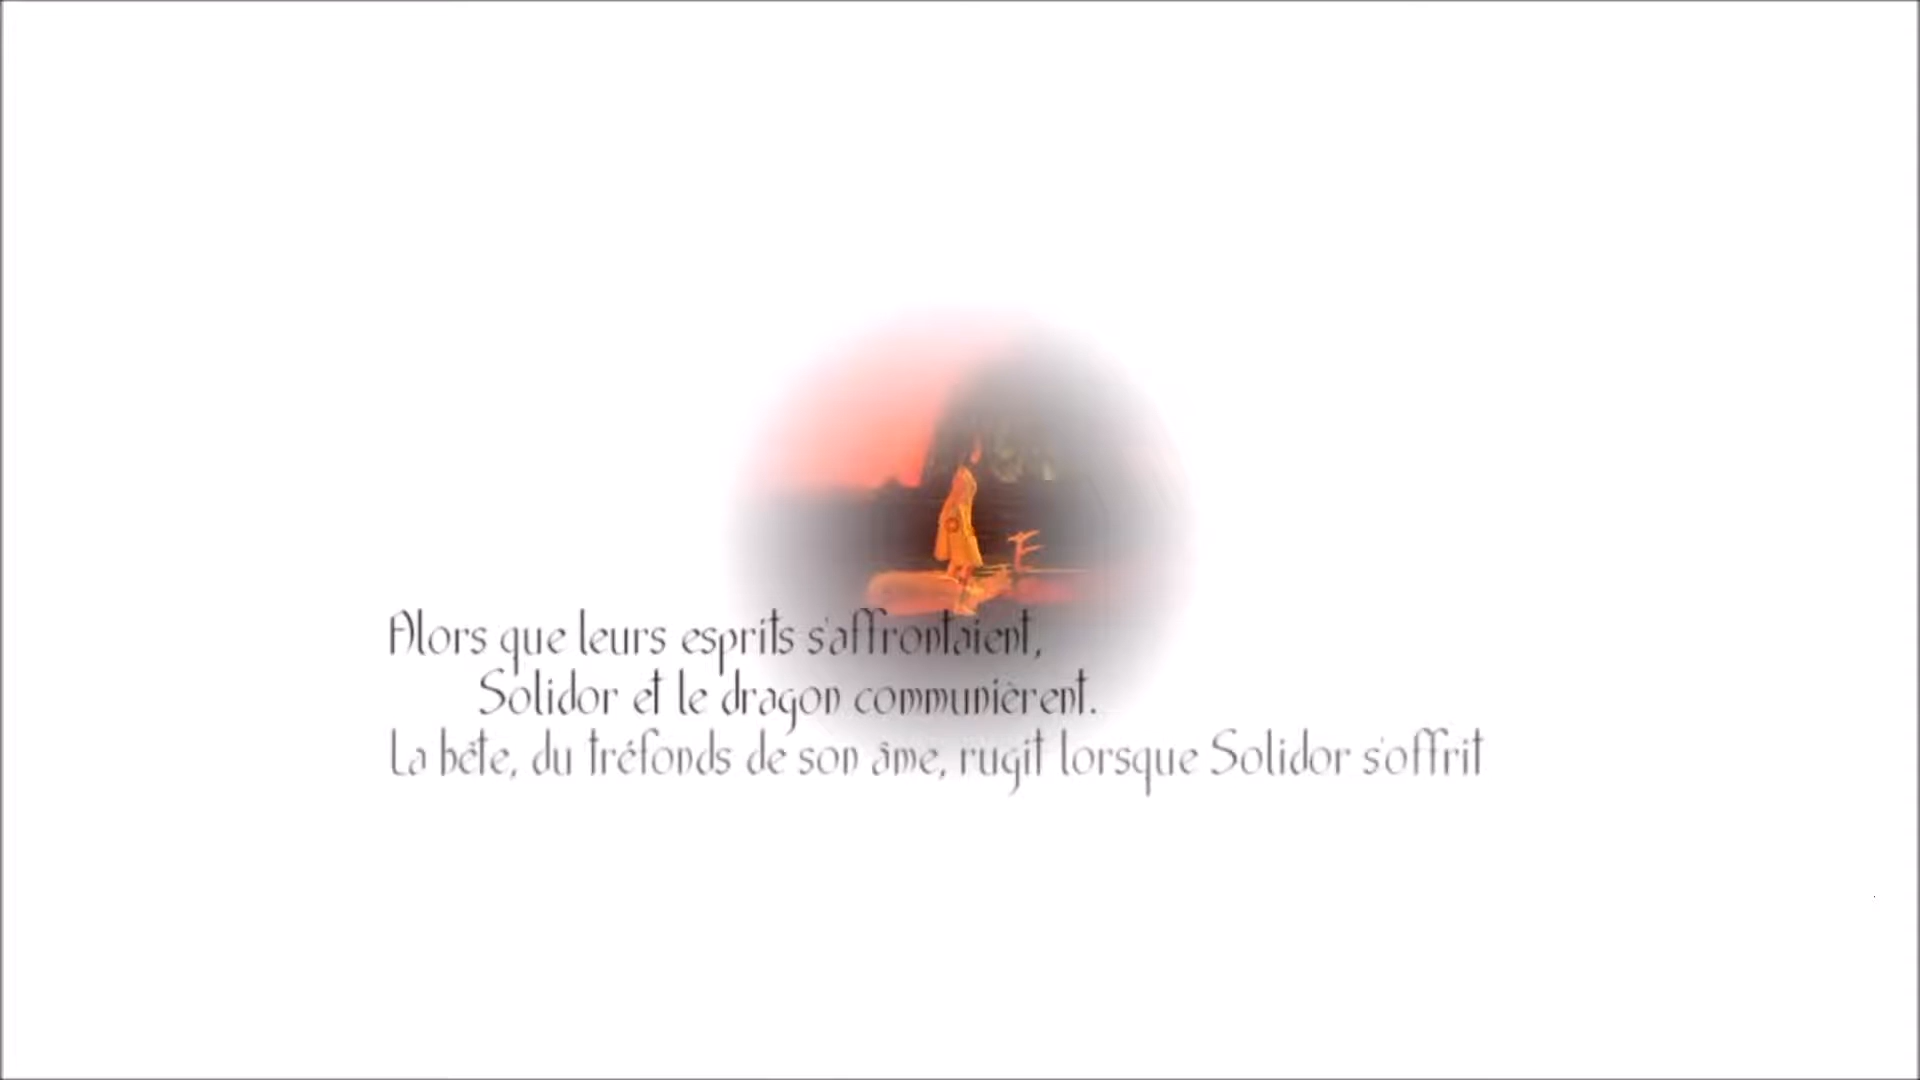 Alors que leurs esprits s'affrontaient,
Solidor et le dragon communièrent.
La bête, du tréfonds de son âme, rugit lorsque Solidor s'offrit